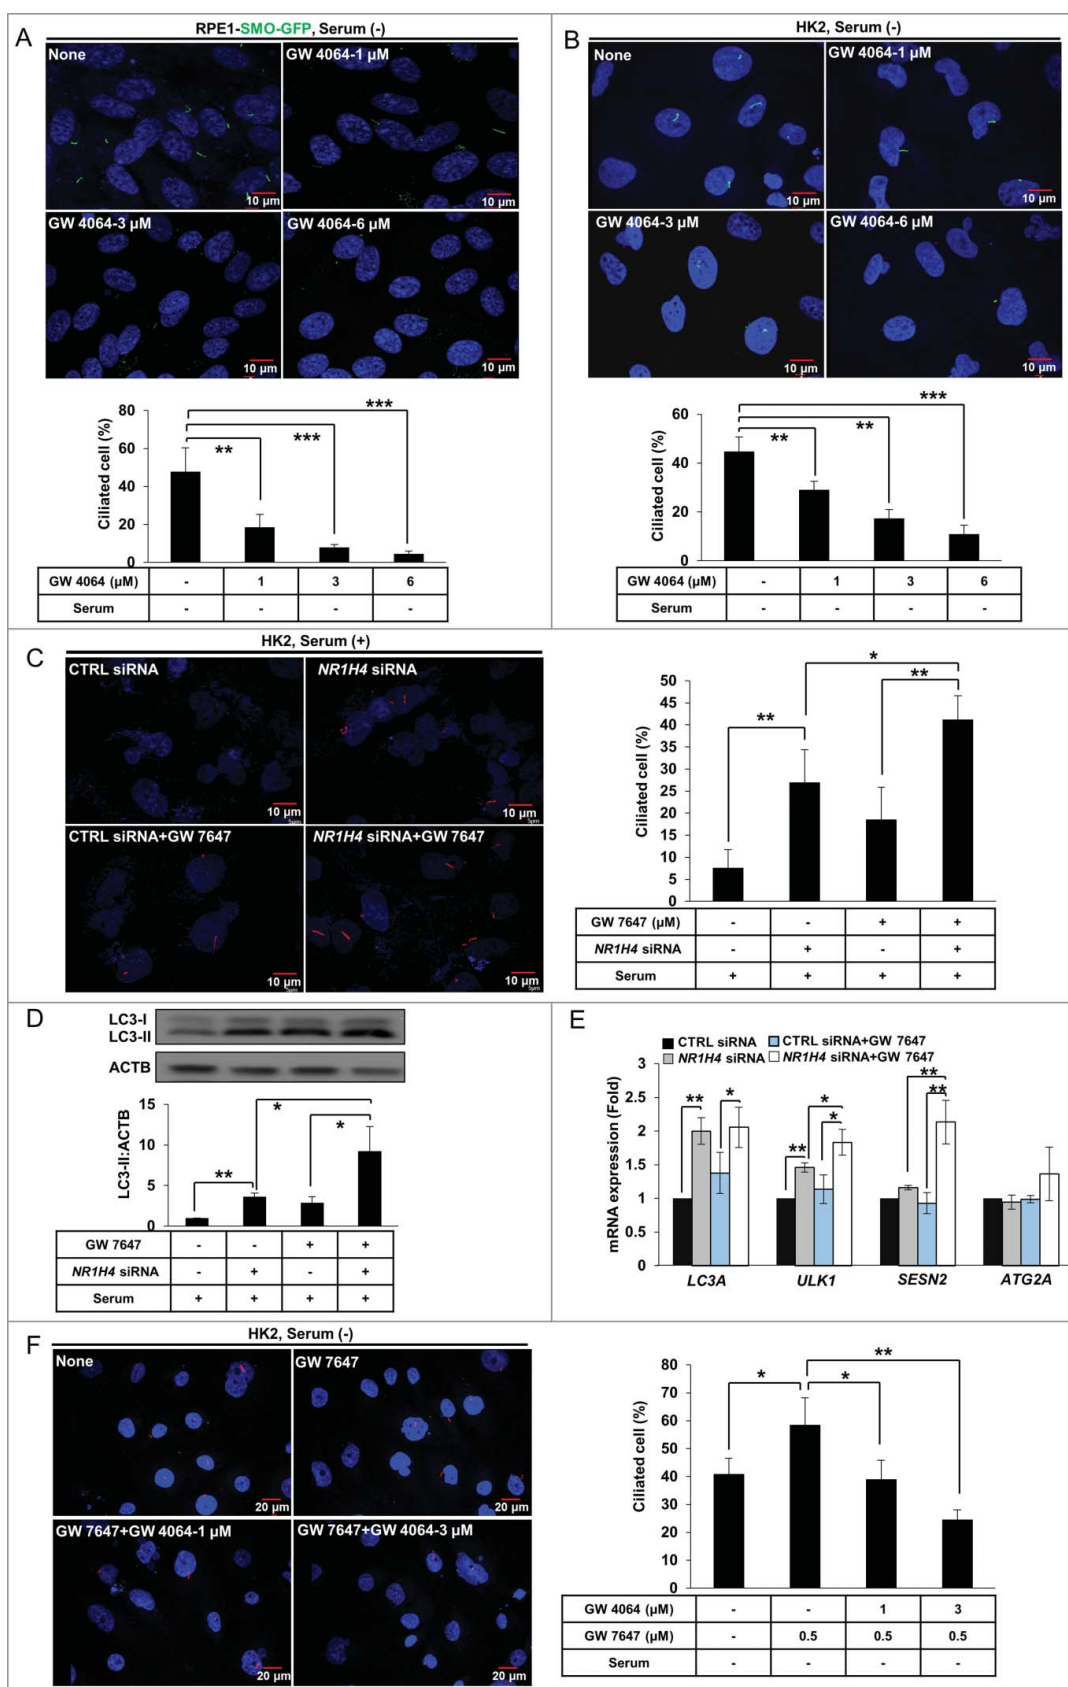 A
RPE1-SMO-GFP, Serum (-)
None
GW 4064-1 µM
10 µm
10 µm
GW 4064-3 µM
GW 4064-6 µM
10 µm
10 µm
Ciliated cell (%)
80
60
40
20
0
**
***
***
GW 4064 (µM) - 1 3 6
Serum - - - -
B
HK2, Serum (-)
None
GW 4064-1 µM
10 µm
10 µm
GW 4064-3 µM
GW 4064-6 µM
10 µm
10 µm
Ciliated cell (%)
60
40
20
0
**
**
***
GW 4064 (µM) - 1 3 6
Serum - - - -
C
HK2, Serum (+)
CTRL siRNA
NR1H4 siRNA
10 µm
10 µm
5µm
CTRL siRNA+GW 7647
NR1H4 siRNA+GW 7647
10 µm
10 µm
5µm
Ciliated cell (%)
50
45
40
35
30
25
20
15
10
5
0
**
*
**
GW 7647 (µM) - - + +
NR1H4 siRNA - + - +
Serum + + + +
D
LC3-I
LC3-II
ACTB
LC3-II:ACTB
15
10
5
0
**
*
*
GW 7647 - - + +
NR1H4 siRNA - + - +
Serum + + + +
E
CTRL siRNA CTRL siRNA+GW 7647
NR1H4 siRNA NR1H4 siRNA+GW 7647
mRNA expression (Fold)
3
2.5
2
1.5
1
0.5
0
** *
** * *
** **
LC3A ULK1 SESN2 ATG2A
F
HK2, Serum (-)
None
GW 7647
20 µm
20 µm
GW 7647+GW 4064-1 µM
GW 7647+GW 4064-3 µM
20 µm
20 µm
Ciliated cell (%)
80
70
60
50
40
30
20
10
0
*
*
**
GW 4064 (µM) - - 1 3
GW 7647 (µM) - 0.5 0.5 0.5
Serum - - - -